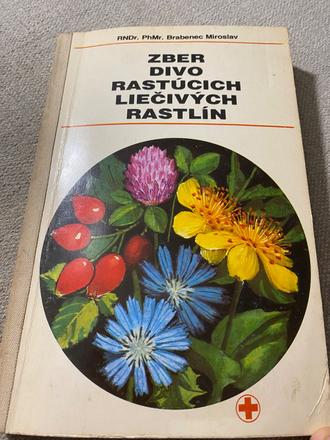 RNDr. PhMr. Brabenec Miroslav
ZBER
DIVO
RASTÚCICH
LIEČIVÝCH
RASTLÍN